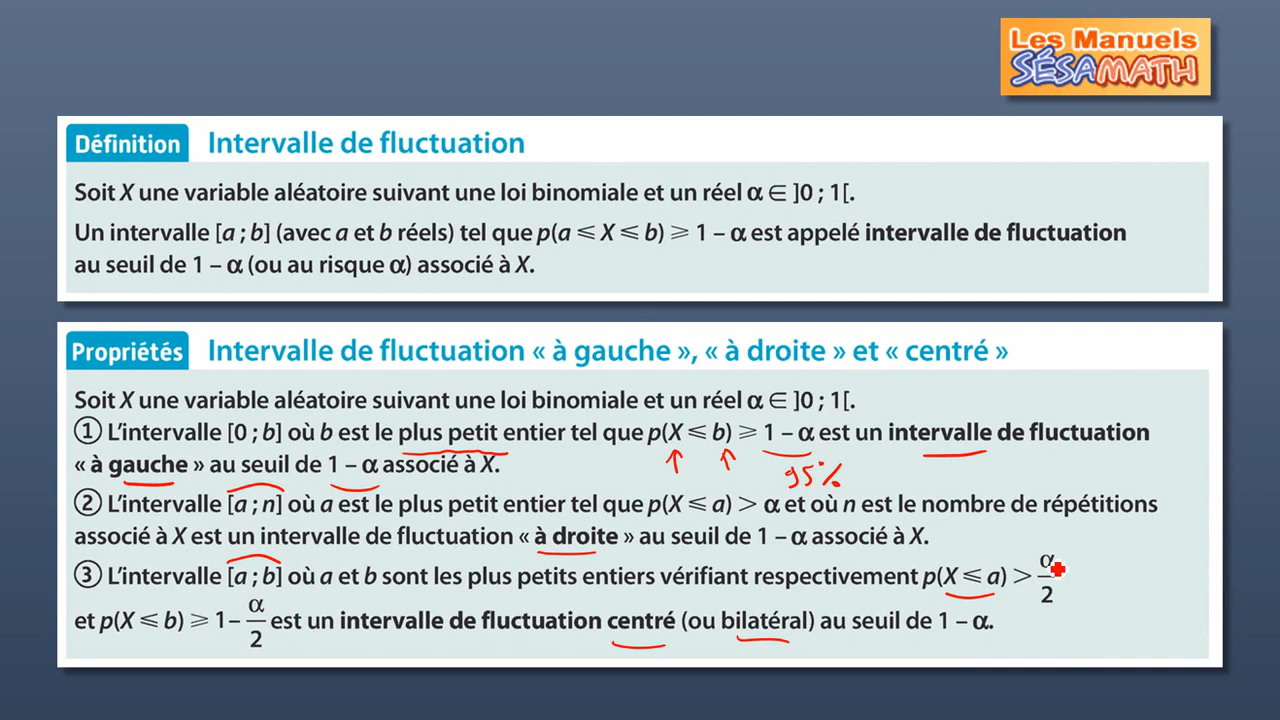 Les Manuels
SÉSAMATH
Définition Intervalle de fluctuation
Soit X une variable aléatoire suivant une loi binomiale et un réel α ∈ ]0 ; 1[.
Un intervalle [a ; b] (avec a et b réels) tel que p(a ⩽ X ⩽ b) ⩾ 1 – α est appelé intervalle de fluctuation
au seuil de 1 – α (ou au risque α) associé à X.
Propriétés Intervalle de fluctuation « à gauche », « à droite » et « centré »
Soit X une variable aléatoire suivant une loi binomiale et un réel α ∈ ]0 ; 1[.
① L’intervalle [0 ; b] où b est le plus petit entier tel que p(X ⩽ b) ⩾ 1 – α est un intervalle de fluctuation
« à gauche » au seuil de 1 – α associé à X.
95%
② L’intervalle [a ; n] où a est le plus petit entier tel que p(X ⩽ a) > α et où n est le nombre de répétitions
associé à X est un intervalle de fluctuation « à droite » au seuil de 1 – α associé à X.
③ L’intervalle [a ; b] où a et b sont les plus petits entiers vérifiant respectivement p(X ⩽ a) > α/2
et p(X ⩽ b) ⩾ 1– α/2 est un intervalle de fluctuation centré (ou bilatéral) au seuil de 1 – α.